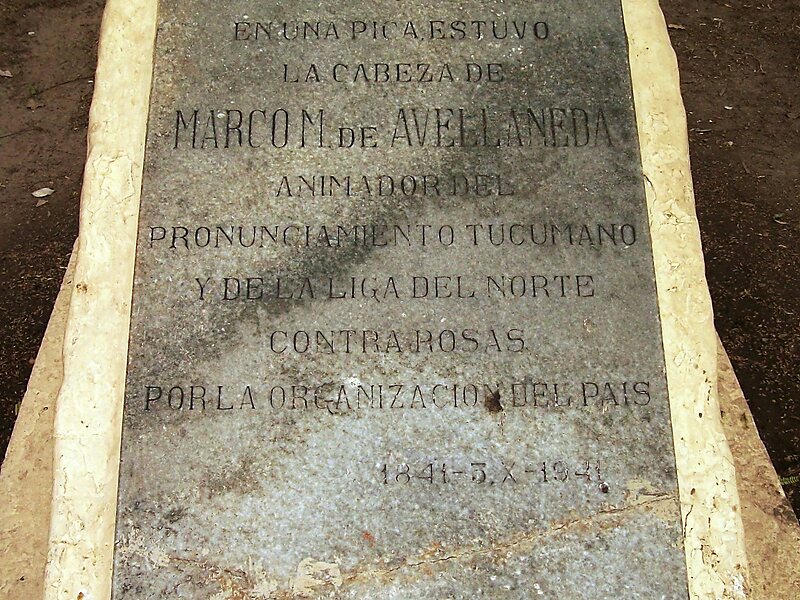 EN UNA PICA ESTUVO
LA CABEZA DE
MARCO M. DE AVELLANEDA
ANIMADOR DEL
PRONUNCIAMIENTO TUCUMANO
Y DE LA LIGA DEL NORTE
CONTRA ROSAS
POR LA ORGANIZACION DEL PAIS
1841-3.X-1941